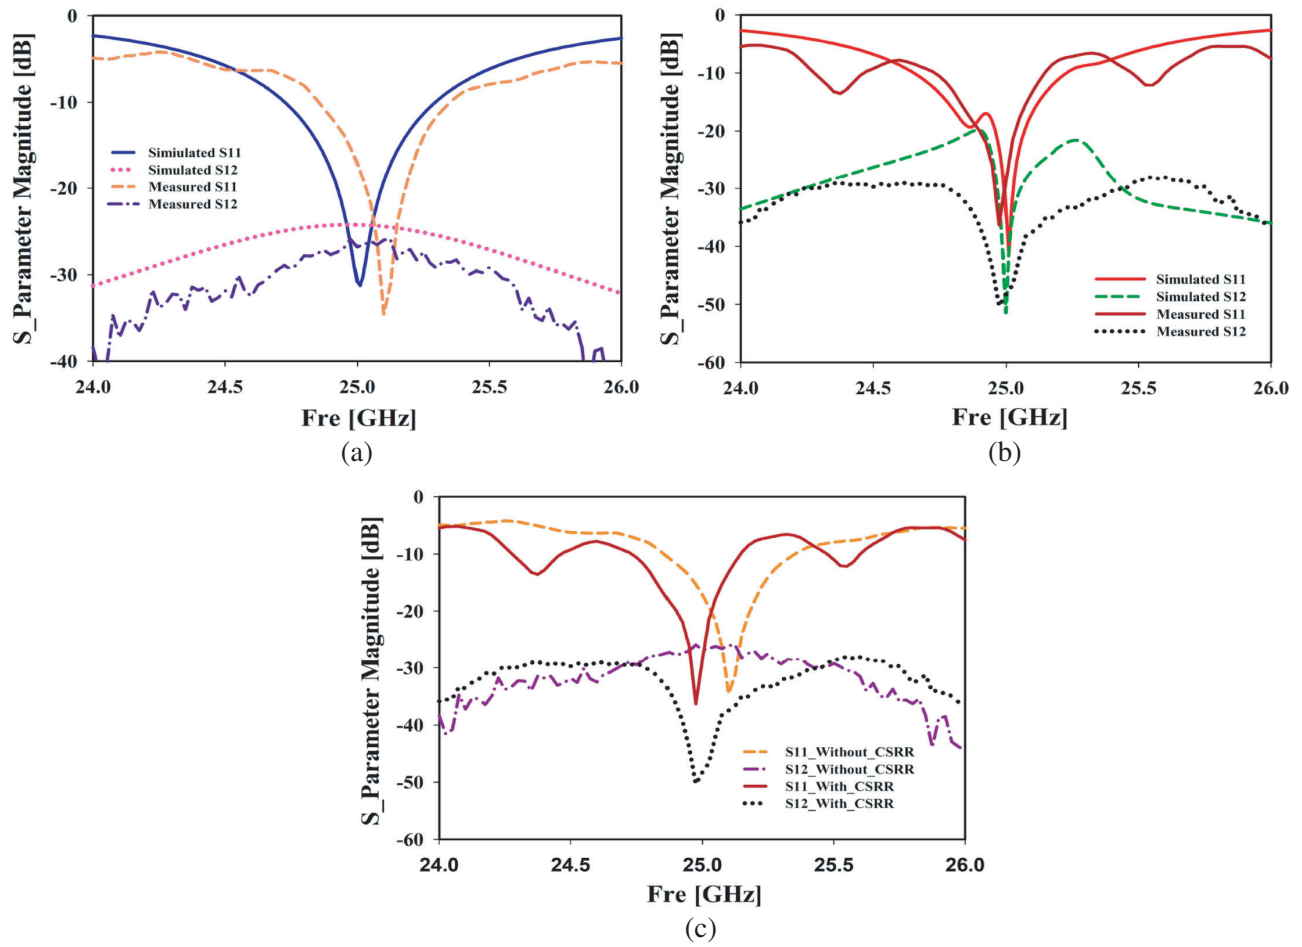 S_Parameter Magnitude [dB]
0
-10
-20
-30
-40
Simiulated S11
Simulated S12
Measured S11
Measured S12
24.0 24.5 25.0 25.5 26.0
Fre [GHz]
(a)
S_Parameter Magnitude [dB]
0
-10
-20
-30
-40
-50
-60
Simulated S11
Simulated S12
Measured S11
Measured S12
24.0 24.5 25.0 25.5 26.0
Fre [GHz]
(b)
S_Parameter Magnitude [dB]
0
-10
-20
-30
-40
-50
-60
S11_Without_CSRR
S12_Without_CSRR
S11_With_CSRR
S12_With_CSRR
24.0 24.5 25.0 25.5 26.0
Fre [GHz]
(c)